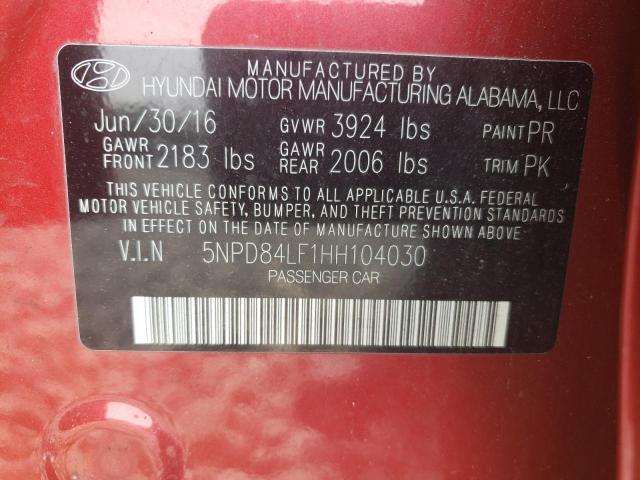 MANUFACTURED BY
HYUNDAI MOTOR MANUFACTURING ALABAMA, LLC
Jun/30/16 GVWR 3924 lbs PAINT PR
GAWR FRONT 2183 lbs GAWR REAR 2006 lbs TRIM PK
THIS VEHICLE CONFORMS TO ALL APPLICABLE U.S.A. FEDERAL
MOTOR VEHICLE SAFETY, BUMPER, AND THEFT PREVENTION STANDARDS
IN EFFECT ON THE DATE OF MANUFACTURE SHOWN ABOVE.
V.I.N 5NPD84LF1HH104030
PASSENGER CAR